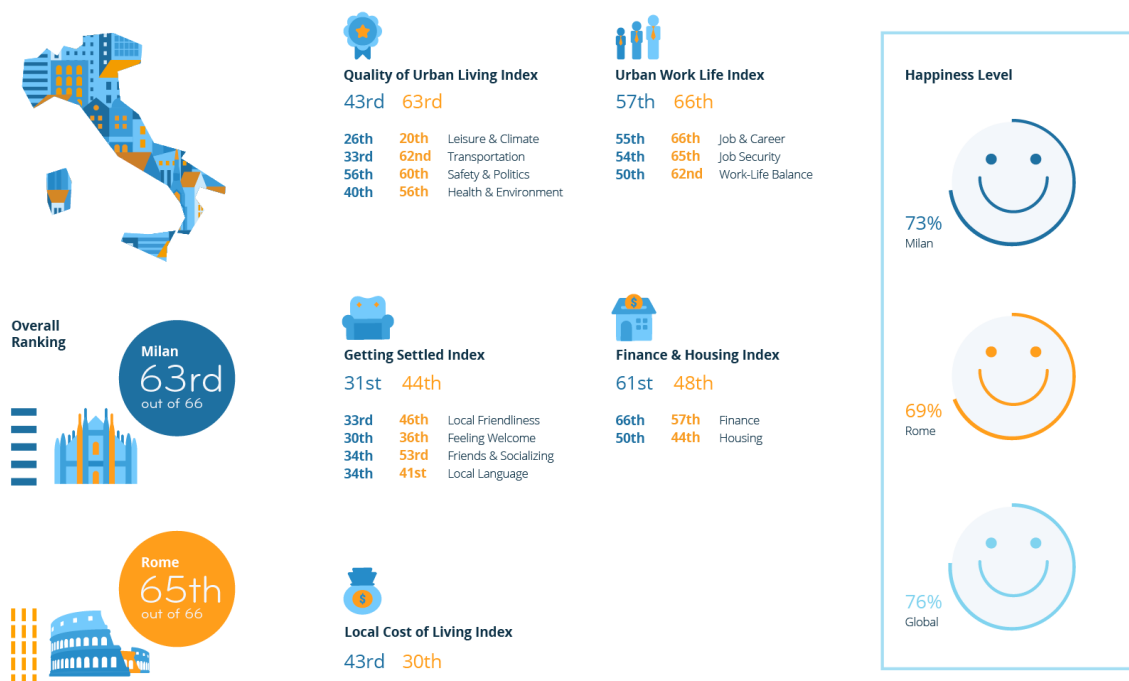 Quality of Urban Living Index
43rd 63rd
26th 20th Leisure & Climate
33rd 62nd Transportation
56th 60th Safety & Politics
40th 56th Health & Environment
Urban Work Life Index
57th 66th
55th 66th Job & Career
54th 65th Job Security
50th 62nd Work-Life Balance
Happiness Level
73%
Milan
69%
Rome
76%
Global
Overall
Ranking
Milan
63rd
out of 66
Rome
65th
out of 66
Getting Settled Index
31st 44th
33rd 46th Local Friendliness
30th 36th Feeling Welcome
34th 53rd Friends & Socializing
34th 41st Local Language
Finance & Housing Index
61st 48th
66th 57th Finance
50th 44th Housing
$
$
Local Cost of Living Index
43rd 30th